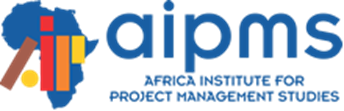 aipms
AFRICA INSTITUTE FOR
PROJECT MANAGEMENT STUDIES